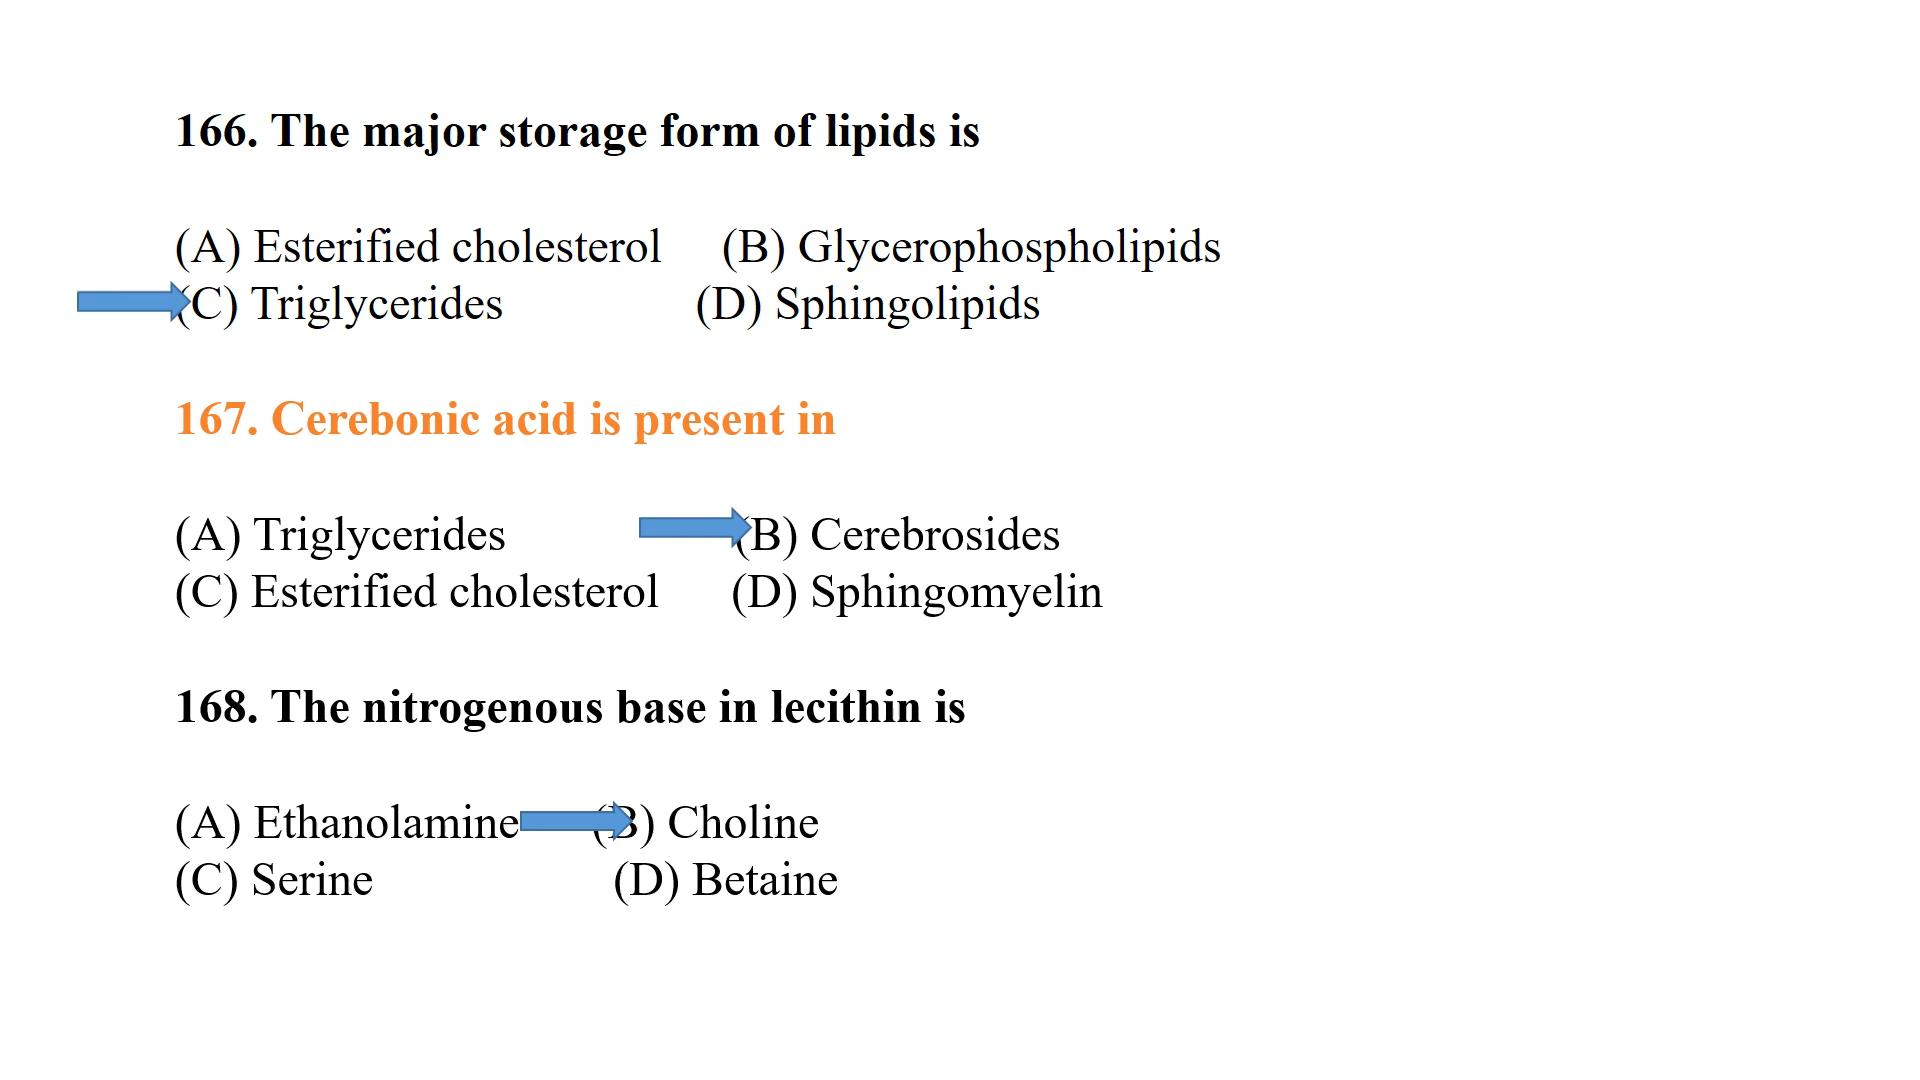 166. The major storage form of lipids is
(A) Esterified cholesterol (B) Glycerophospholipids
(C) Triglycerides (D) Sphingolipids
167. Cerebonic acid is present in
(A) Triglycerides (B) Cerebrosides
(C) Esterified cholesterol (D) Sphingomyelin
168. The nitrogenous base in lecithin is
(A) Ethanolamine (B) Choline
(C) Serine (D) Betaine